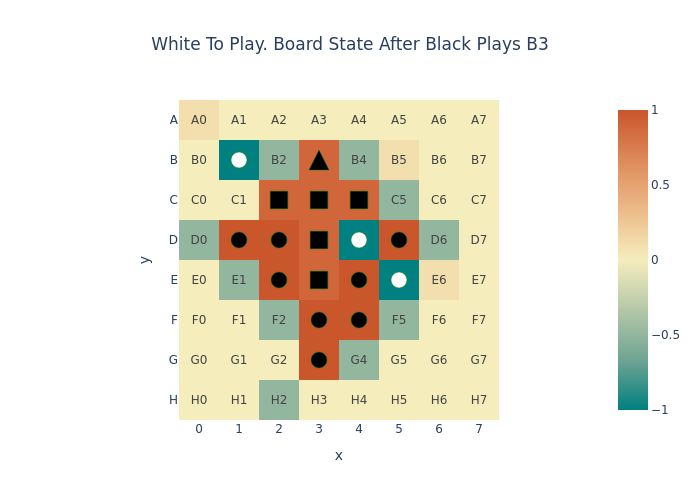 White To Play. Board State After Black Plays B3
A A0 A1 A2 A3 A4 A5 A6 A7
B B0 B2 B4 B5 B6 B7
C C0 C1 C5 C6 C7
D D0 D6 D7
E E0 E1 E6 E7
F F0 F1 F2 F5 F6 F7
G G0 G1 G2 G4 G5 G6 G7
H H0 H1 H2 H3 H4 H5 H6 H7
0 1 2 3 4 5 6 7
x
y
1
0.5
0
−0.5
−1